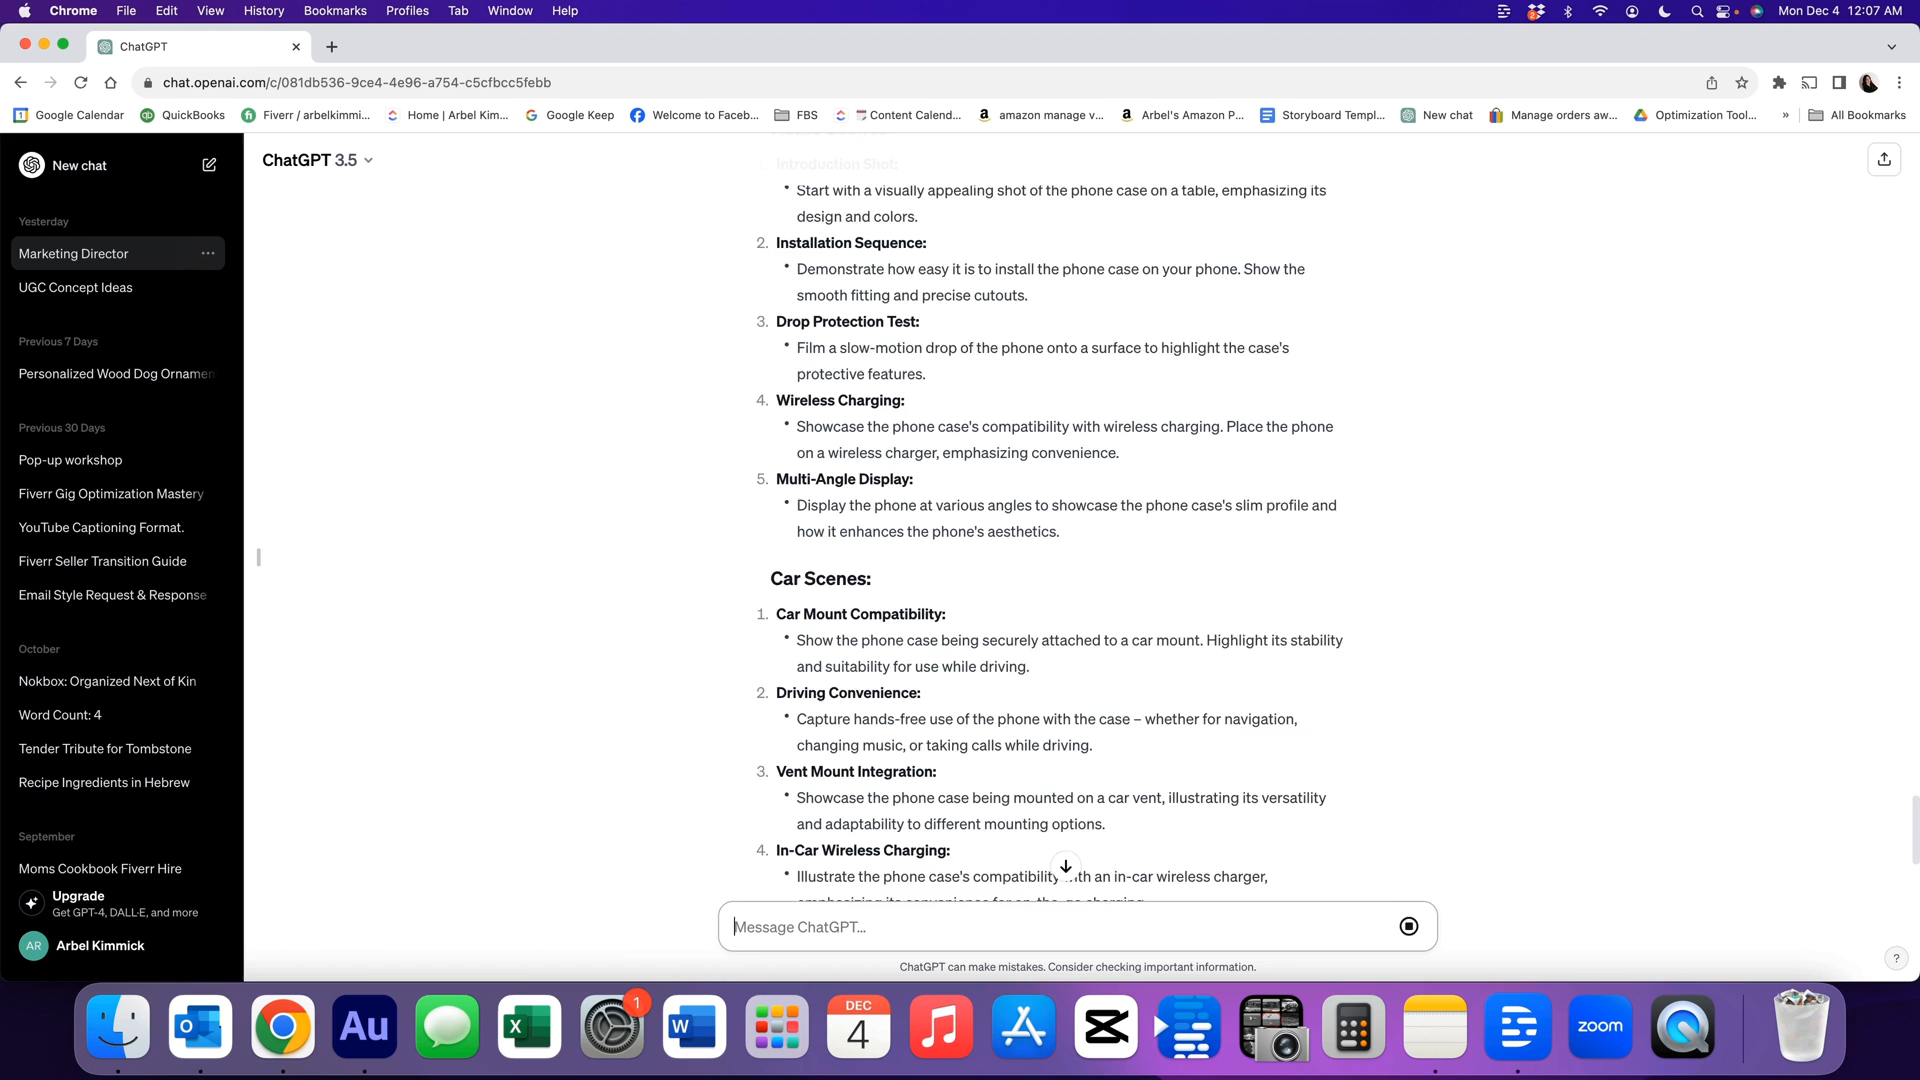 Chrome File Edit View History Bookmarks Profiles Tab Window Help
2
Mon Dec 4 12:07 AM
ChatGPT
chat.openai.com/c/081db536-9ce4-4e96-a754-c5cfbcc5febb
1 Google Calendar
qb QuickBooks
fi Fiverr / arbelkimmi...
Home | Arbel Kim...
G Google Keep
Welcome to Faceb...
FBS
Content Calend...
a amazon manage v...
a Arbel's Amazon P...
Storyboard Templ...
New chat
Manage orders aw...
Optimization Tool...
»
All Bookmarks
New chat
Yesterday
Marketing Director
UGC Concept Ideas
Previous 7 Days
Personalized Wood Dog Ornamen
Previous 30 Days
Pop-up workshop
Fiverr Gig Optimization Mastery
YouTube Captioning Format.
Fiverr Seller Transition Guide
Email Style Request & Response
October
Nokbox: Organized Next of Kin
Word Count: 4
Tender Tribute for Tombstone
Recipe Ingredients in Hebrew
September
Moms Cookbook Fiverr Hire
Upgrade
Get GPT-4, DALL·E, and more
AR Arbel Kimmick
ChatGPT 3.5
Introduction Shot:
• Start with a visually appealing shot of the phone case on a table, emphasizing its
design and colors.
2. Installation Sequence:
• Demonstrate how easy it is to install the phone case on your phone. Show the
smooth fitting and precise cutouts.
3. Drop Protection Test:
• Film a slow-motion drop of the phone onto a surface to highlight the case's
protective features.
4. Wireless Charging:
• Showcase the phone case's compatibility with wireless charging. Place the phone
on a wireless charger, emphasizing convenience.
5. Multi-Angle Display:
• Display the phone at various angles to showcase the phone case's slim profile and
how it enhances the phone's aesthetics.
Car Scenes:
1. Car Mount Compatibility:
• Show the phone case being securely attached to a car mount. Highlight its stability
and suitability for use while driving.
2. Driving Convenience:
• Capture hands-free use of the phone with the case – whether for navigation,
changing music, or taking calls while driving.
3. Vent Mount Integration:
• Showcase the phone case being mounted on a car vent, illustrating its versatility
and adaptability to different mounting options.
4. In-Car Wireless Charging:
• Illustrate the phone case's compatibility with an in-car wireless charger,
emphasizing its convenience for on-the-go charging.
Message ChatGPT...
ChatGPT can make mistakes. Consider checking important information.
?
O
Au
X
1
W
DEC
4
zoom